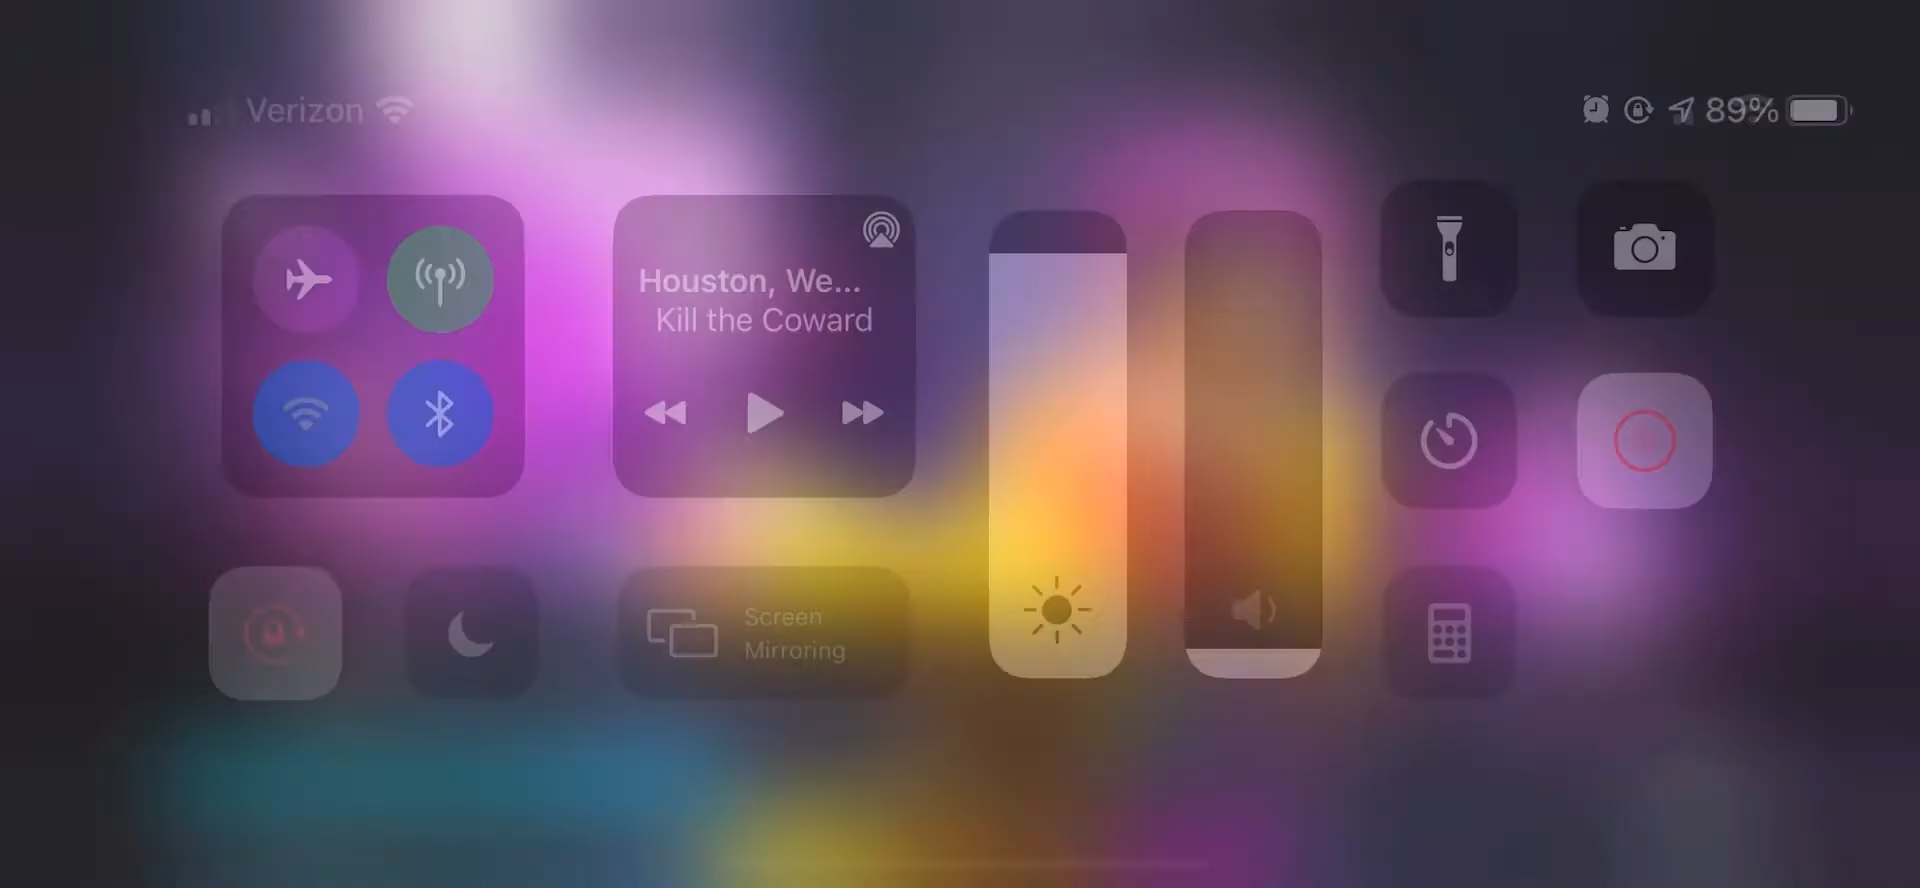 Verizon
89%
Houston, We...
Kill the Coward
Screen
Mirroring